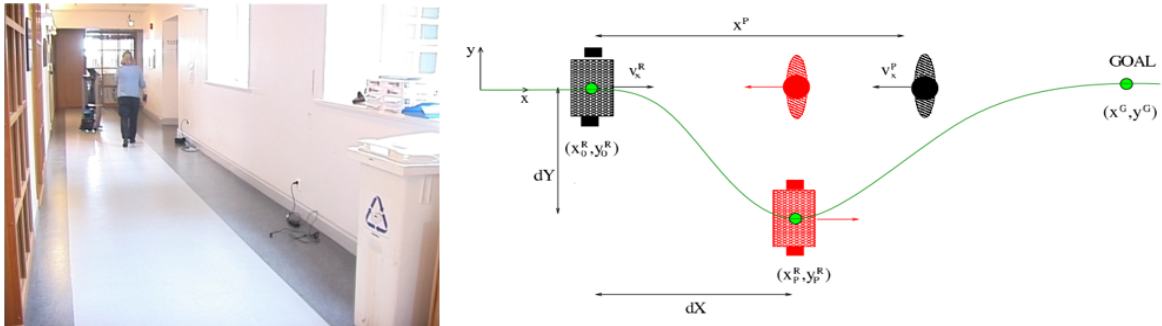 x^P
y
v_x^R
v_x^P
GOAL
x
(x^G,y^G)
(x_0^R,y_0^R)
dY
(x_P^R,y_P^R)
dX